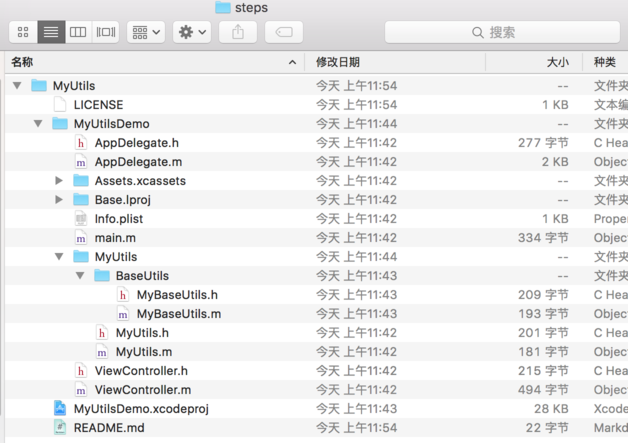 steps
搜索
名称 修改日期 大小 种类
MyUtils 今天 上午11:54 -- 文件夹
LICENSE 今天 上午11:54 1 KB 文本编
MyUtilsDemo 今天 上午11:44 -- 文件夹
AppDelegate.h 今天 上午11:42 277 字节 C Hea
AppDelegate.m 今天 上午11:42 2 KB Object
Assets.xcassets 今天 上午11:42 -- 文件夹
Base.lproj 今天 上午11:42 -- 文件夹
Info.plist 今天 上午11:42 1 KB Proper
main.m 今天 上午11:42 334 字节 Object
MyUtils 今天 上午11:44 -- 文件夹
BaseUtils 今天 上午11:43 -- 文件夹
MyBaseUtils.h 今天 上午11:43 209 字节 C Hea
MyBaseUtils.m 今天 上午11:43 193 字节 Object
MyUtils.h 今天 上午11:42 201 字节 C Hea
MyUtils.m 今天 上午11:42 181 字节 Object
ViewController.h 今天 上午11:42 215 字节 C Hea
ViewController.m 今天 上午11:42 494 字节 Object
MyUtilsDemo.xcodeproj 今天 上午11:43 28 KB Xcode
README.md 今天 上午11:54 22 字节 Markd